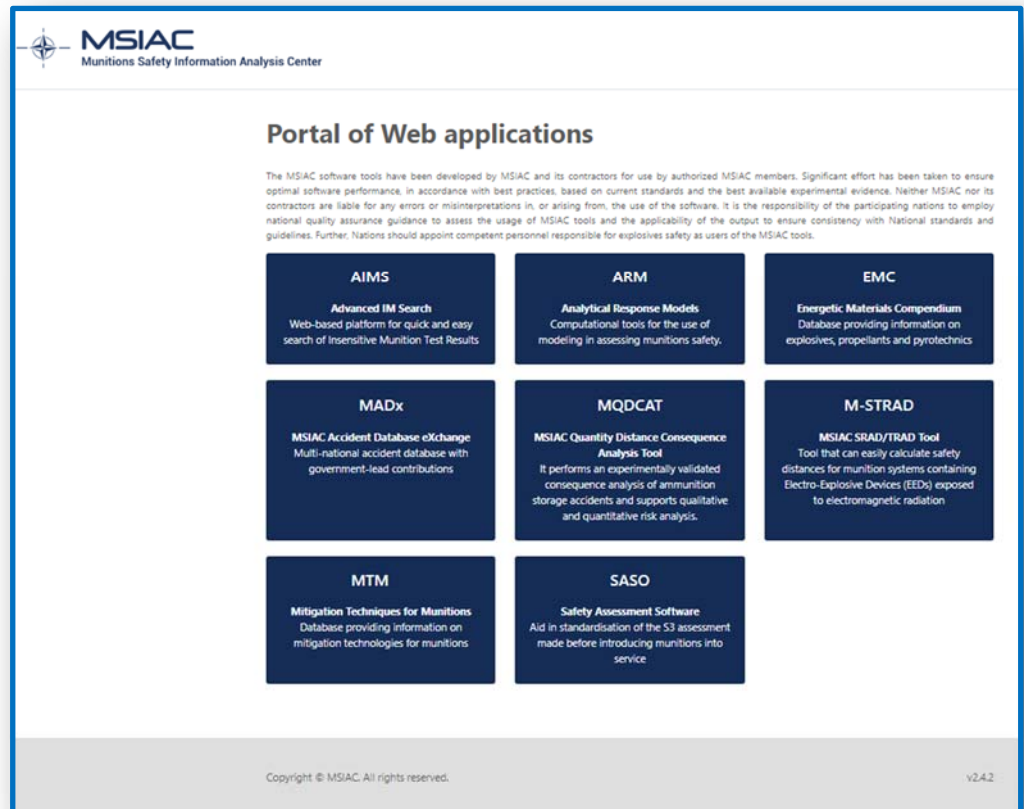 MSIAC
Munitions Safety Information Analysis Center
Portal of Web applications
The MSIAC software tools have been developed by MSIAC and its contractors for use by authorized MSIAC members. Significant effort has been taken to ensure
optimal software performance, in accordance with best practices, based on current standards and the best available experimental evidence. Neither MSIAC nor its
contractors are liable for any errors or misinterpretations in, or arising from, the use of the software. It is the responsibility of the participating nations to employ
national quality assurance guidance to assess the usage of MSIAC tools and the applicability of the output to ensure consistency with National standards and
guidelines. Further, Nations should appoint competent personnel responsible for explosives safety as users of the MSIAC tools.
AIMS
Advanced IM Search
Web-based platform for quick and easy
search of Insensitive Munition Test Results
ARM
Analytical Response Models
Computational tools for the use of
modeling in assessing munitions safety.
EMC
Energetic Materials Compendium
Database providing information on
explosives, propellants and pyrotechnics
MADx
MSIAC Accident Database eXchange
Multi-national accident database with
government-lead contributions
MQDCAT
MSIAC Quantity Distance Consequence
Analysis Tool
It performs an experimentally validated
consequence analysis of ammunition
storage accidents and supports qualitative
and quantitative risk analysis.
M-STRAD
MSIAC SRAD/TRAD Tool
Tool that can easily calculate safety
distances for munition systems containing
Electro-Explosive Devices (EEDs) exposed
to electromagnetic radiation
MTM
Mitigation Techniques for Munitions
Database providing information on
mitigation technologies for munitions
SASO
Safety Assessment Software
Aid in standardisation of the S3 assessment
made before introducing munitions into
service
Copyright © MSIAC. All rights reserved.
v2.4.2